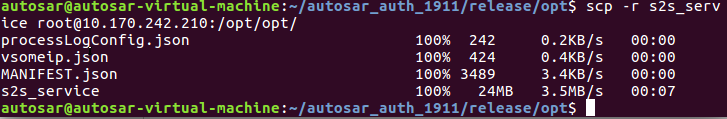 autosar@autosar-virtual-machine:~/autosar_auth_1911/release/opt$ scp -r s2s_serv
ice root@10.170.242.210:/opt/opt/
processLogConfig.json 100% 242 0.2KB/s 00:00
vsomeip.json 100% 424 0.4KB/s 00:00
MANIFEST.json 100% 3489 3.4KB/s 00:00
s2s_service 100% 24MB 3.5MB/s 00:07
autosar@autosar-virtual-machine:~/autosar_auth_1911/release/opt$